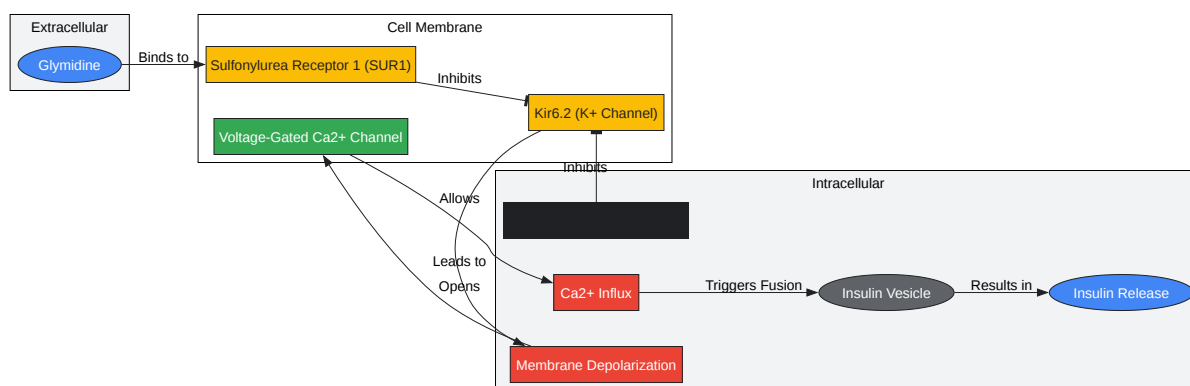 Extracellular
Cell Membrane
Glymidine
Binds to
Sulfonylurea Receptor 1 (SUR1)
Inhibits
Kir6.2 (K+ Channel)
Voltage-Gated Ca2+ Channel
Inhibits
Intracellular
Allows
Leads to
Opens
Ca2+ Influx
Triggers Fusion
Insulin Vesicle
Results in
Insulin Release
Membrane Depolarization